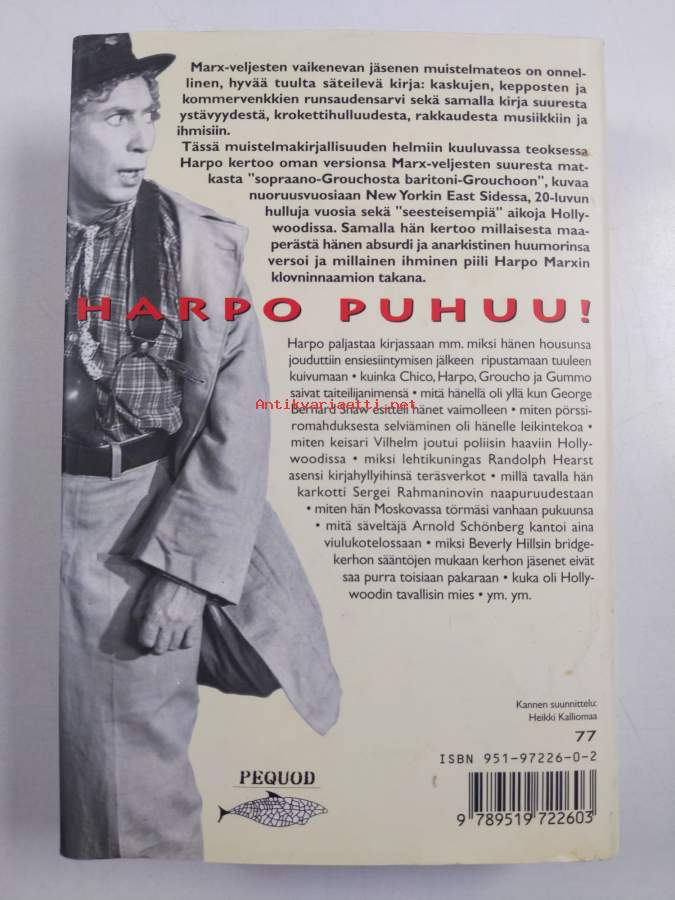 Marx-veljesten vaikenevan jäsenen muistelmateos on onnel-
linen, hyvää tuulta säteilevä kirja: kaskujen, kepposten ja
kommervenkkien runsaudensarvi sekä samalla kirja suuresta
ystävyydestä, krokettihulluudesta, rakkaudesta musiikkiin ja
ihmisiin.
Tässä muistelmakirjallisuuden helmiin kuuluvassa teoksessa
Harpo kertoo oman versionsa Marx-veljesten suuresta mat-
kasta "sopraano-Grouchosta baritoni-Grouchoon", kuvaa
nuoruusvuosiaan New Yorkin East Sidessa, 20-luvun
hulluja vuosia sekä "seesteisempiä" aikoja Holly-
woodissa. Samalla hän kertoo millaisesta maa-
perästä hänen absurdi ja anarkistinen huumorinsa
versoi ja millainen ihminen piili Harpo Marxin
klovninnaamion takana.
HARPO PUHUU!
Harpo paljastaa kirjassaan mm. miksi hänen housunsa
jouduttiin ensiesiintymisen jälkeen ripustamaan tuuleen
kuivumaan • kuinka Chico, Harpo, Groucho ja Gummo
saivat taiteilijanimensä • mitä hänellä oli yllä kun George
Antikvariaatti.net
Bernard Shaw esitteli hänet vaimolleen • miten pörssi-
romahduksesta selviäminen oli hänelle leikintekoa •
miten keisari Vilhelm joutui poliisin haaviin Holly-
woodissa • miksi lehtikuningas Randolph Hearst
asensi kirjahyllyihinsä teräsverkot • millä tavalla hän
karkotti Sergei Rahmaninovin naapuruudestaan
• miten hän Moskovassa törmäsi vanhaan pukuunsa
• mitä säveltäjä Arnold Schönberg kantoi aina
viulukotelossaan • miksi Beverly Hillsin bridge-
kerhon sääntöjen mukaan kerhon jäsenet eivät
saa purra toisiaan pakaraan • kuka oli Holly-
woodin tavallisin mies • ym. ym.
Kannen suunnittelu:
Heikki Kalliomaa
77
ISBN 951-97226-0-2
PEQUOD
9 789519 722603